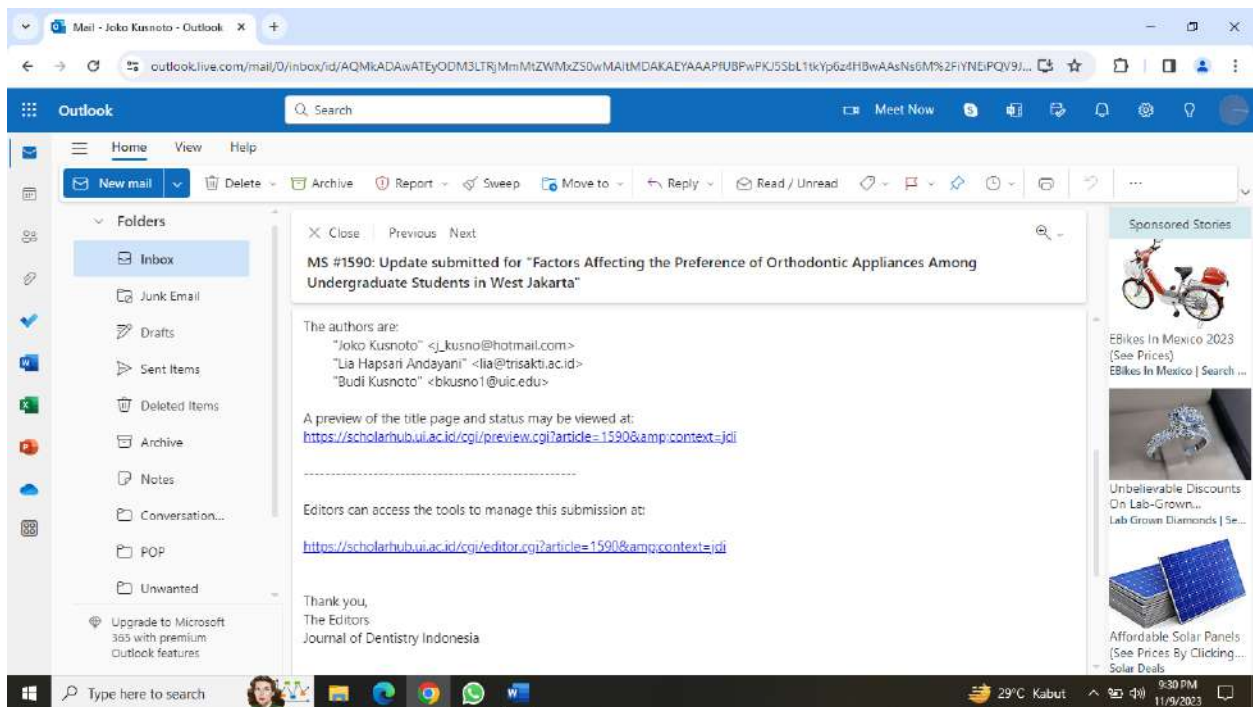 Mail - Joko Kusnoto - Outlook
outlook.live.com/mail/0/inbox/id/
Outlook
Search
Meet Now
Home View Help
New mail Delete Archive Report Sweep Move to Reply Read / Unread
Folders
Inbox
Junk Email
Drafts
Sent Items
Deleted Items
Archive
Notes
Conversation...
POP
Unwanted
Upgrade to Microsoft
365 with premium
Outlook features
Close Previous Next
MS #1590: Update submitted for "Factors Affecting the Preference of Orthodontic Appliances Among
Undergraduate Students in West Jakarta"
The authors are:
"Joko Kusnoto" <j_kusno@hotmail.com>
"Lia Hapsari Andayani" <lia@trisakti.ac.id>
"Budi Kusnoto" <bkusno1@uic.edu>
A preview of the title page and status may be viewed at:
https://scholarhub.ui.ac.id/cgi/preview.cgi?article=1590&amp;context=jdi
----------------------------------------------------
Editors can access the tools to manage this submission at:
https://scholarhub.ui.ac.id/cgi/editor.cgi?article=1590&amp;context=jdi
Thank you,
The Editors
Journal of Dentistry Indonesia
Sponsored Stories
EBikes In Mexico 2023
(See Prices)
EBikes In Mexico | Search ...
Unbelievable Discounts
On Lab-Grown...
Lab Grown Diamonds | Se...
Affordable Solar Panels
(See Prices By Clicking...
Solar Deals
Type here to search
29°C Kabut
9:30 PM
11/9/2023